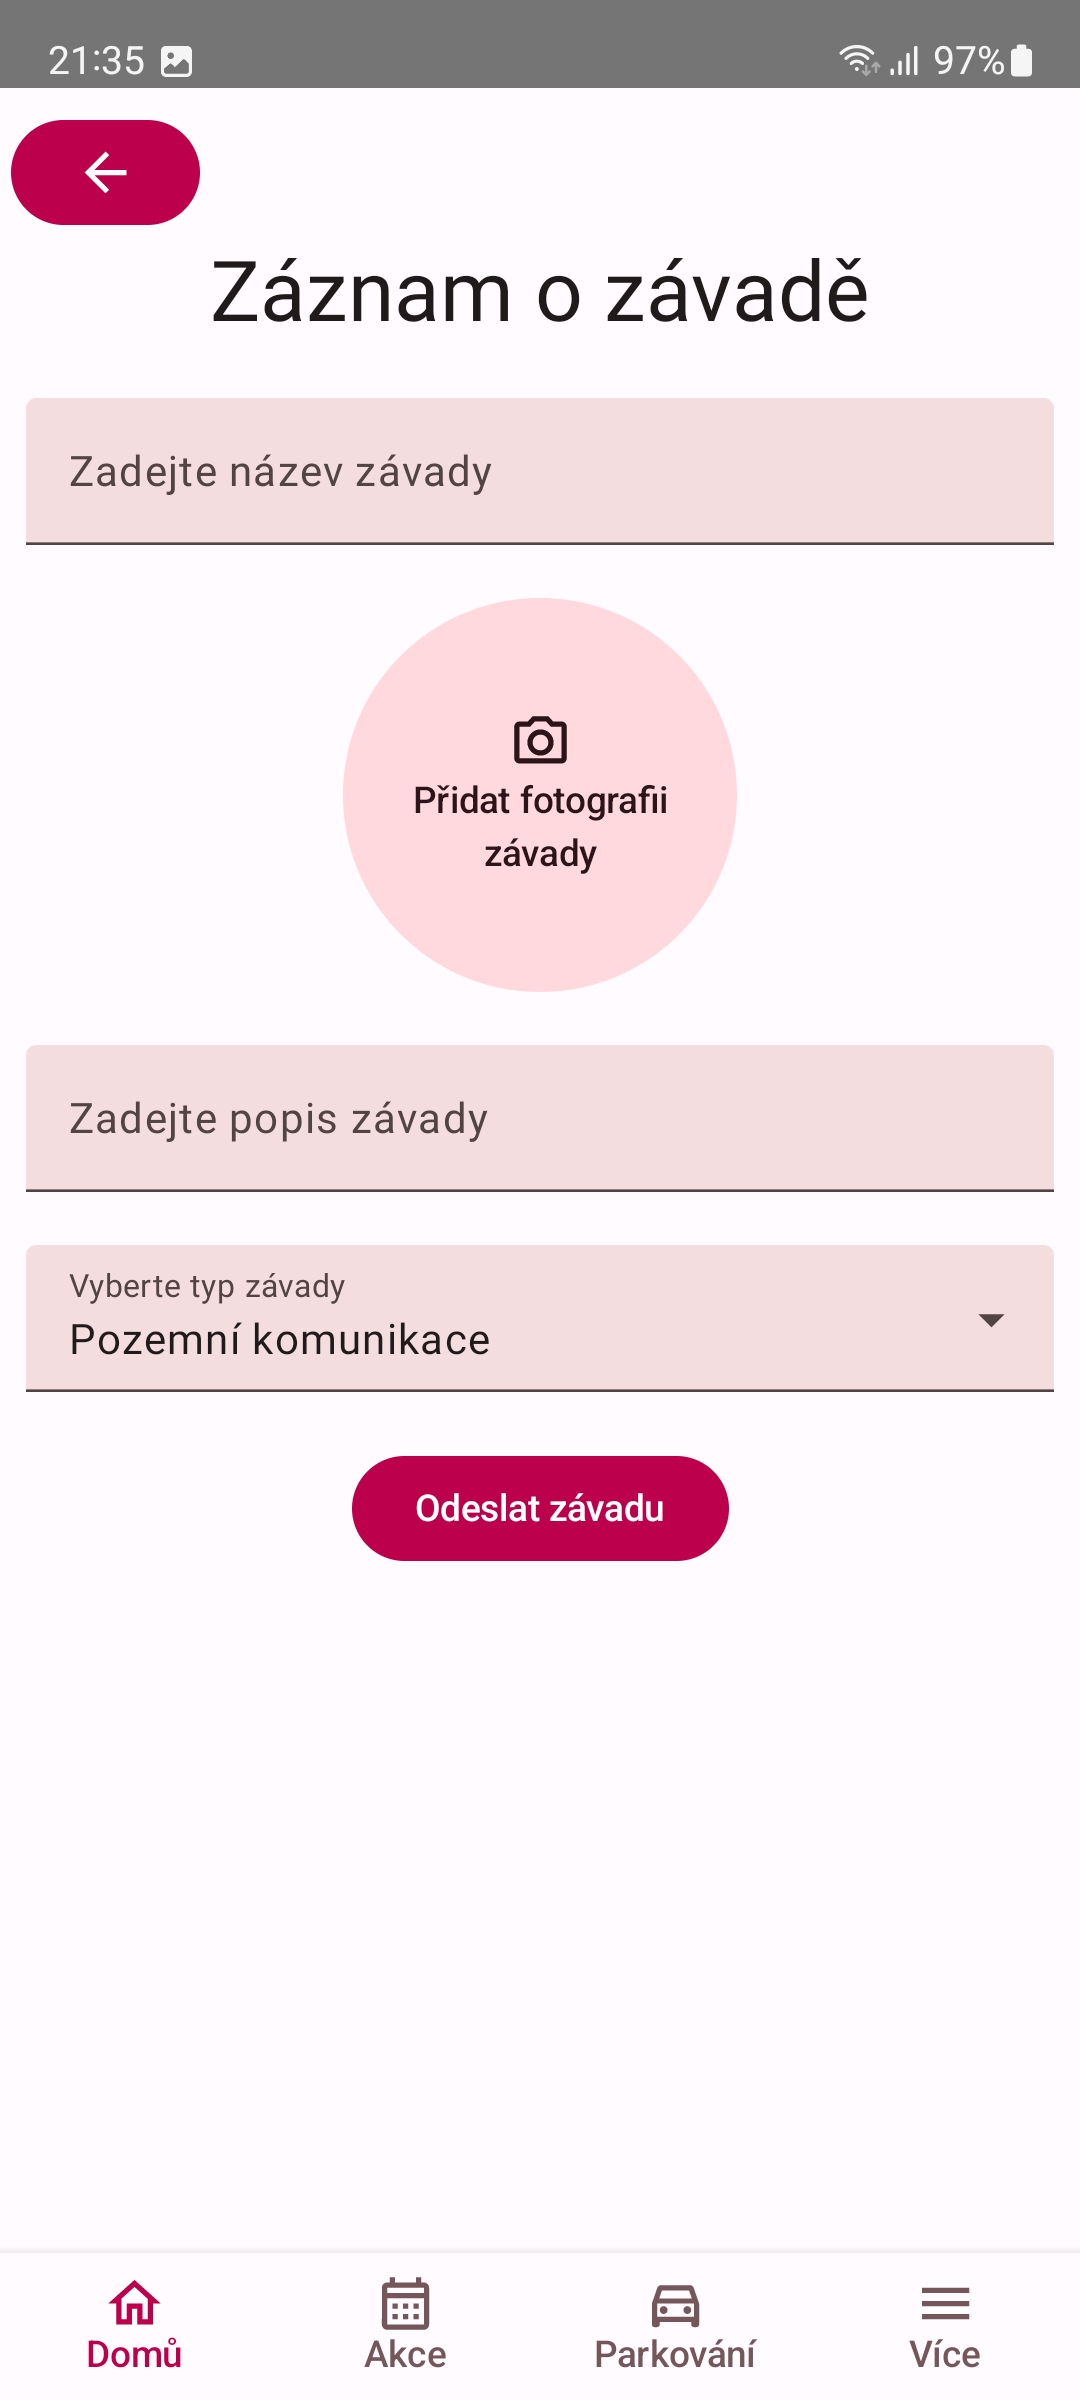 21:35
97%
Záznam o závadě
Zadejte název závady
Přidat fotografii
závady
Zadejte popis závady
Vyberte typ závady
Pozemní komunikace
Odeslat závadu
Domů
Akce
Parkování
Více